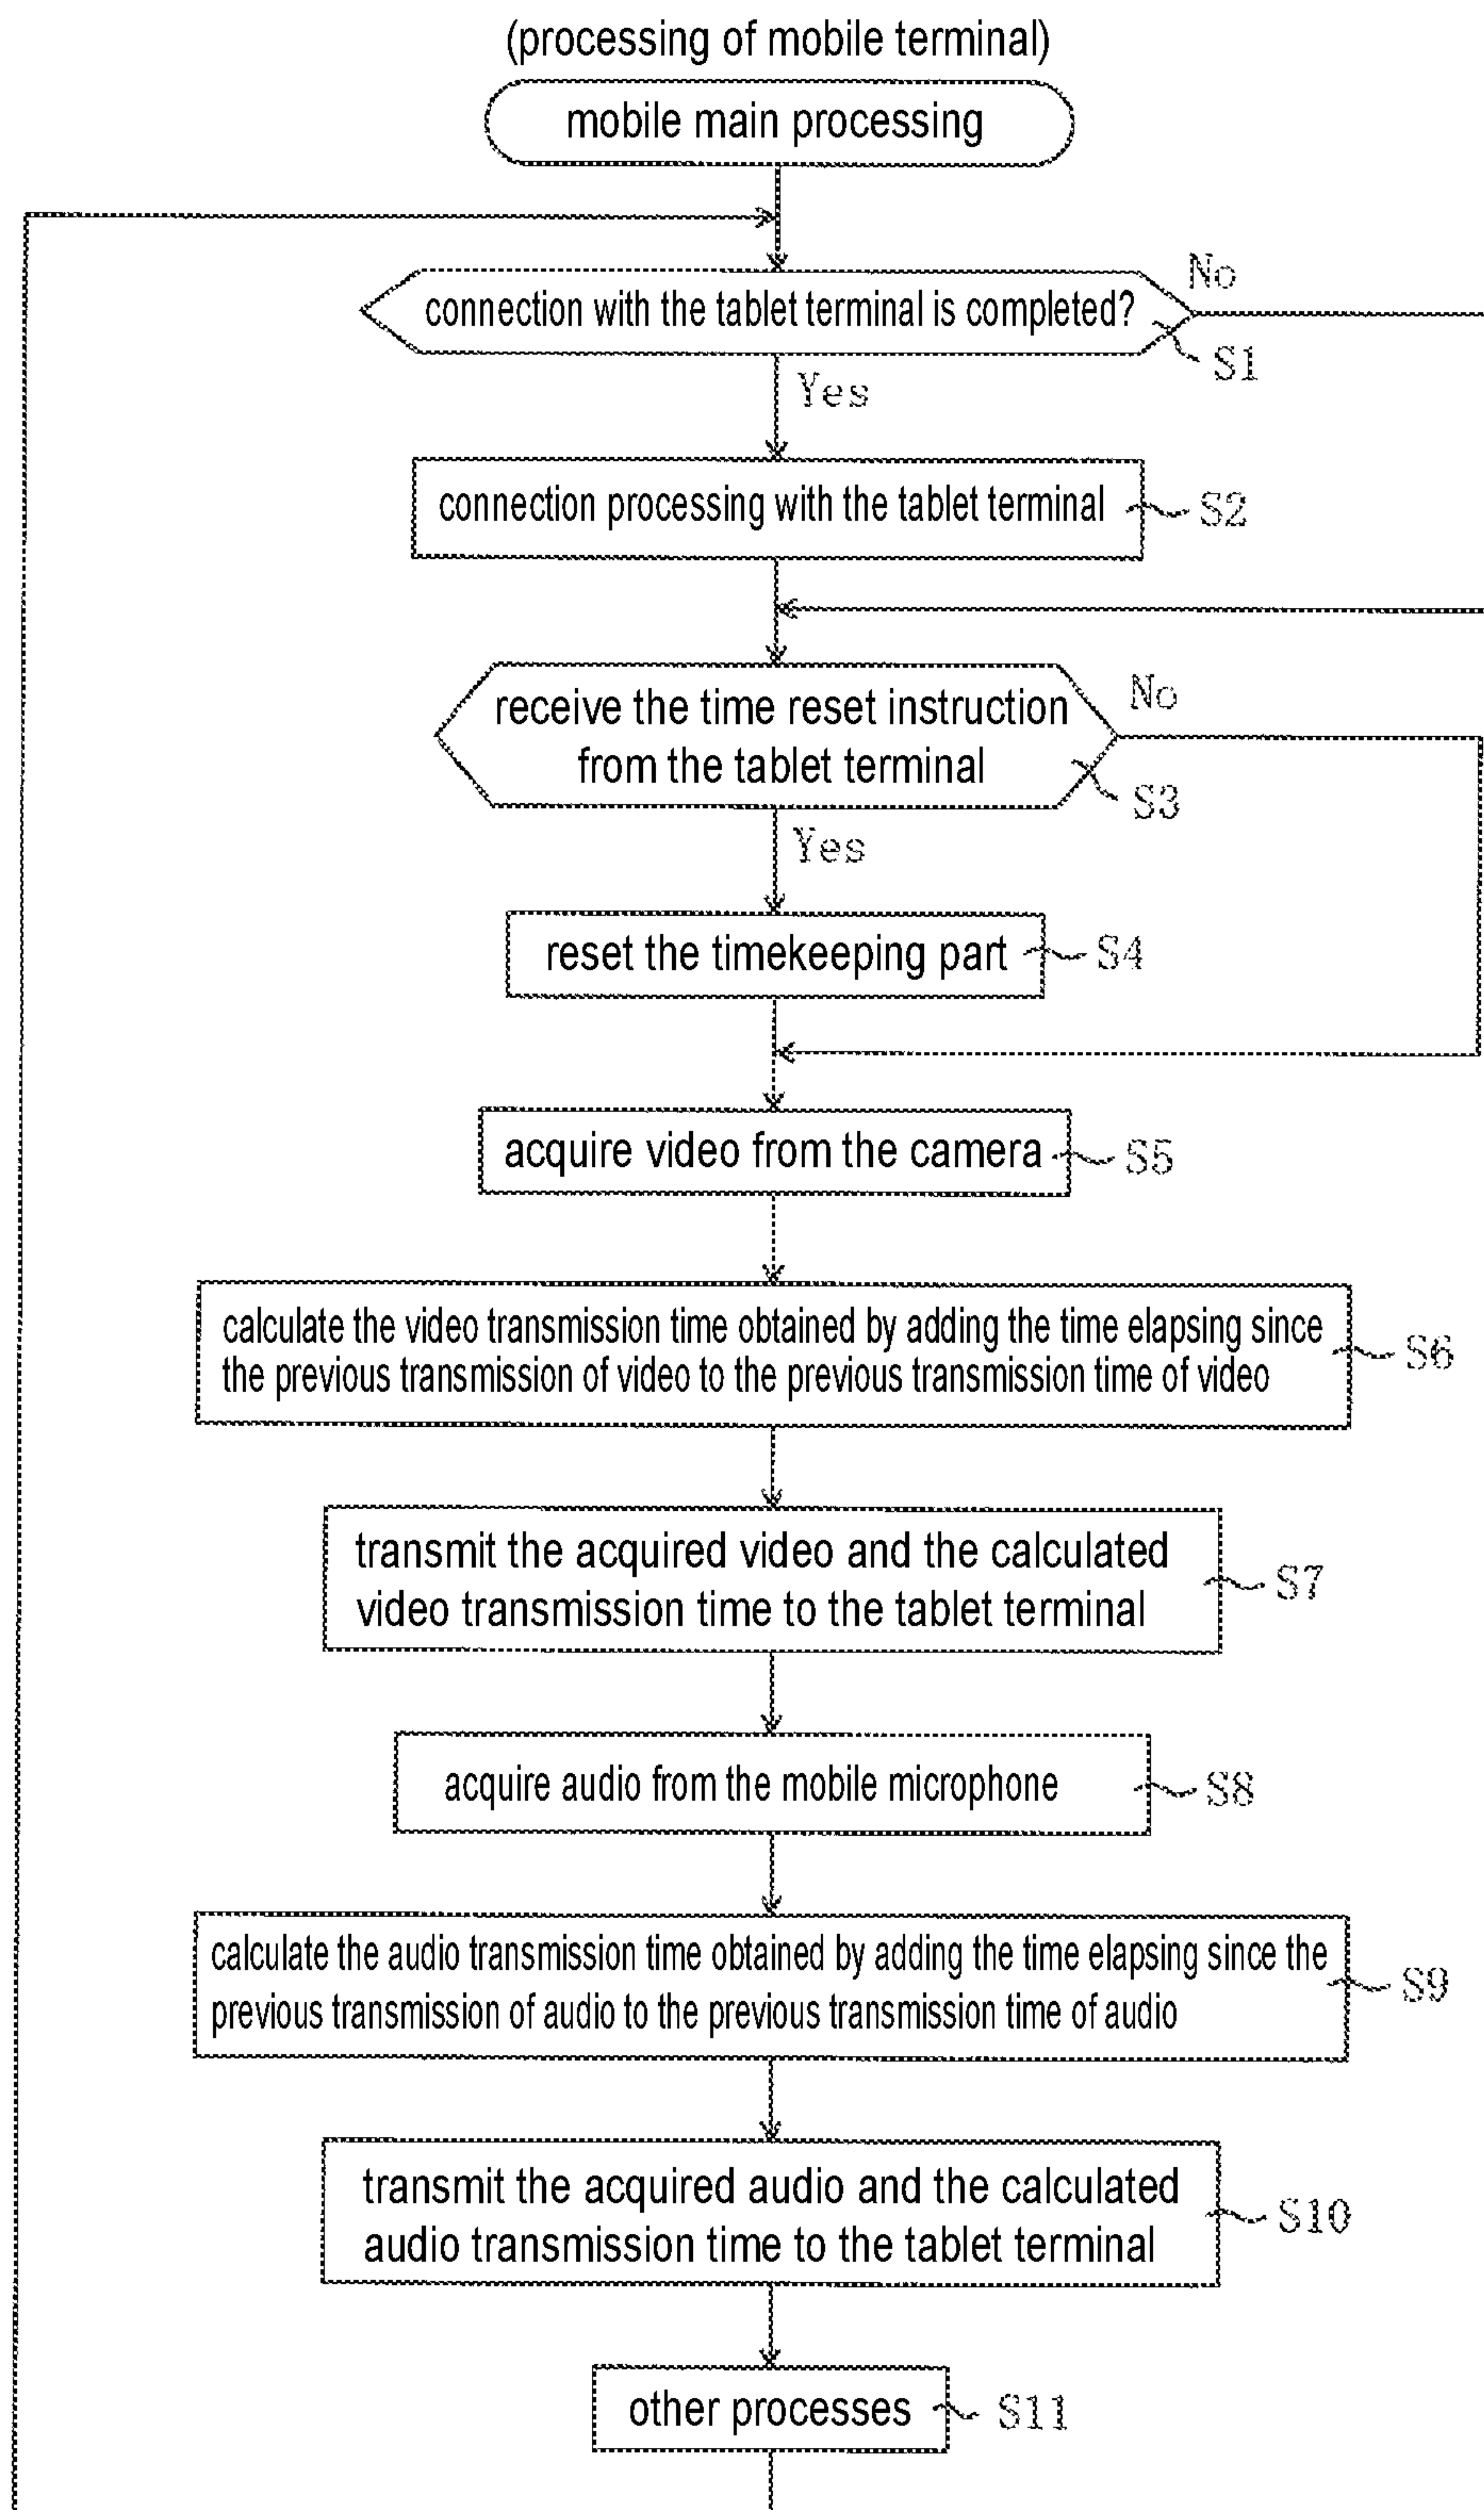 (processing of mobile terminal)
mobile main processing
No
connection with the tablet terminal is completed?
S1
Yes
connection processing with the tablet terminal
S2
No
receive the time reset instruction
from the tablet terminal
S3
Yes
reset the timekeeping part
S4
acquire video from the camera
S5
calculate the video transmission time obtained by adding the time elapsing since
the previous transmission of video to the previous transmission time of video
S6
transmit the acquired video and the calculated
video transmission time to the tablet terminal
S7
acquire audio from the mobile microphone
S8
calculate the audio transmission time obtained by adding the time elapsing since the
previous transmission of audio to the previous transmission time of audio
S9
transmit the acquired audio and the calculated
audio transmission time to the tablet terminal
S10
other processes
S11